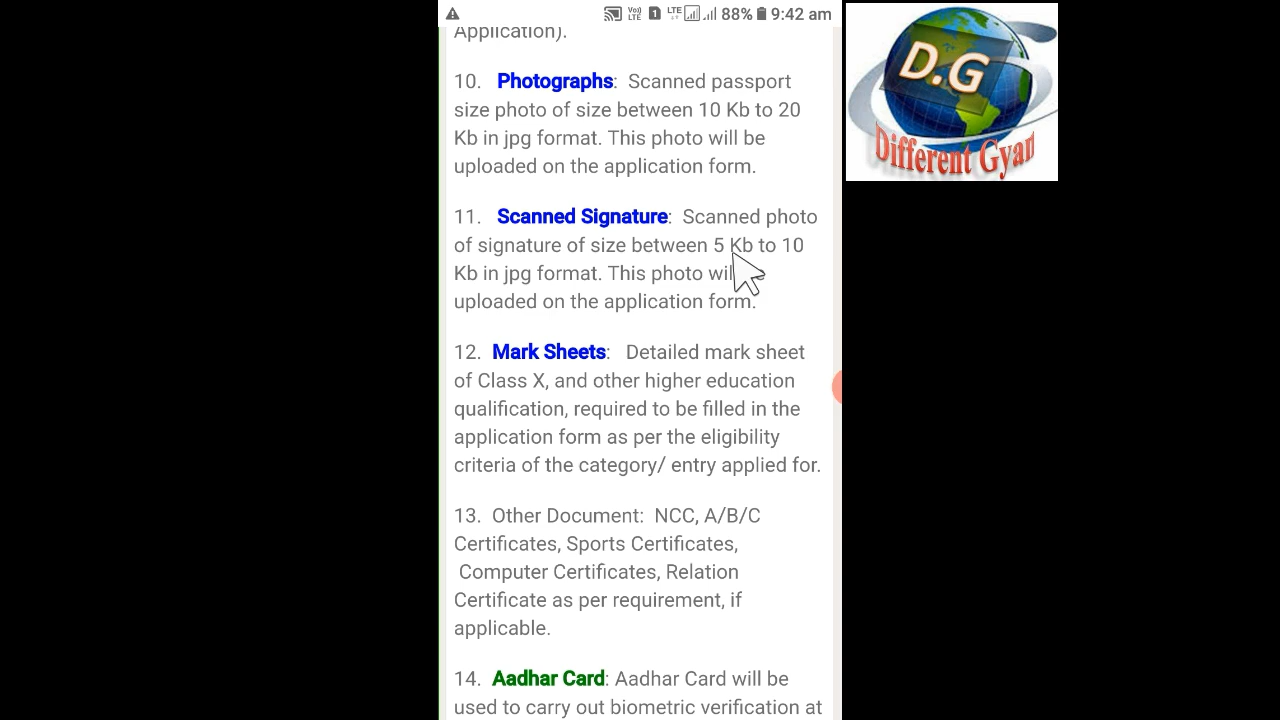 Vo) LTE 1 LTE 88% 9:42 am
Application).
10. Photographs: Scanned passport
size photo of size between 10 Kb to 20
Kb in jpg format. This photo will be
uploaded on the application form.
11. Scanned Signature: Scanned photo
of signature of size between 5 Kb to 10
Kb in jpg format. This photo wil
uploaded on the application form.
12. Mark Sheets: Detailed mark sheet
of Class X, and other higher education
qualification, required to be filled in the
application form as per the eligibility
criteria of the category/ entry applied for.
13. Other Document: NCC, A/B/C
Certificates, Sports Certificates,
Computer Certificates, Relation
Certificate as per requirement, if
applicable.
14. Aadhar Card: Aadhar Card will be
used to carry out biometric verification at
D.G
Different Gyan